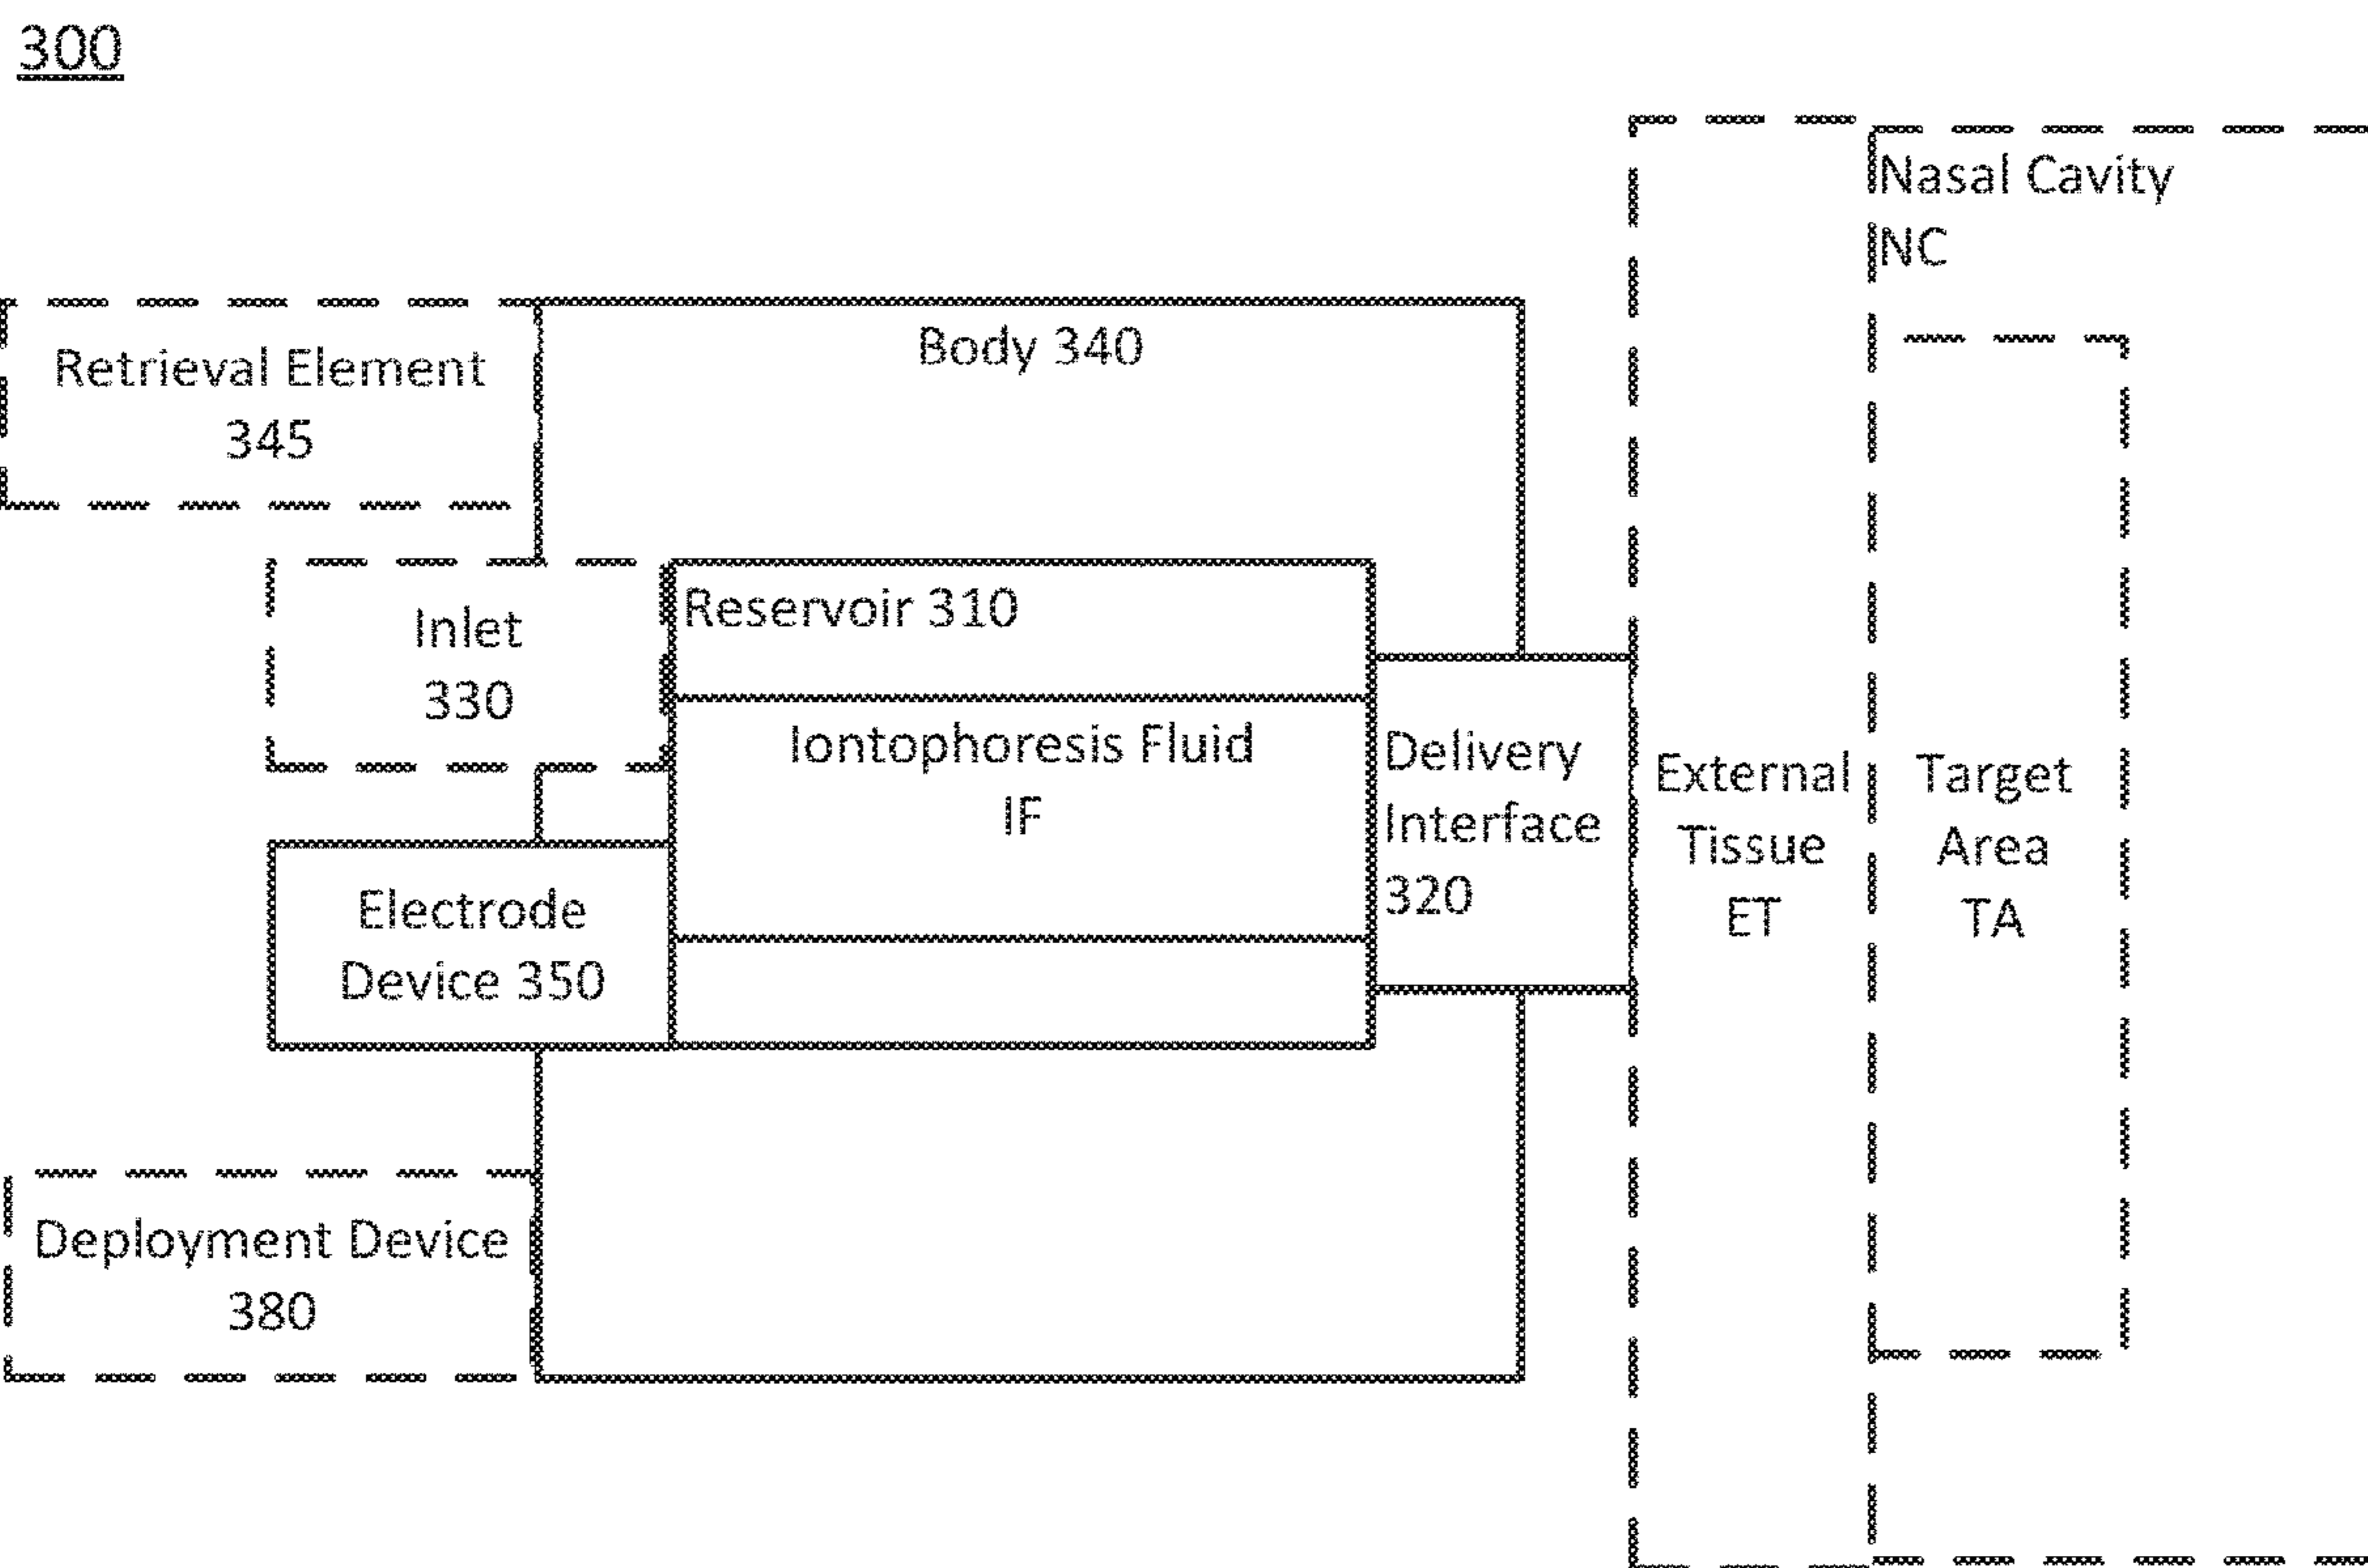 300
Nasal Cavity
NC
Body 340
Retrieval Element
345
Inlet
330
Reservoir 310
Iontophoresis Fluid
IF
Delivery
Interface
320
External
Tissue
ET
Target
Area
TA
Electrode
Device 350
Deployment Device
380